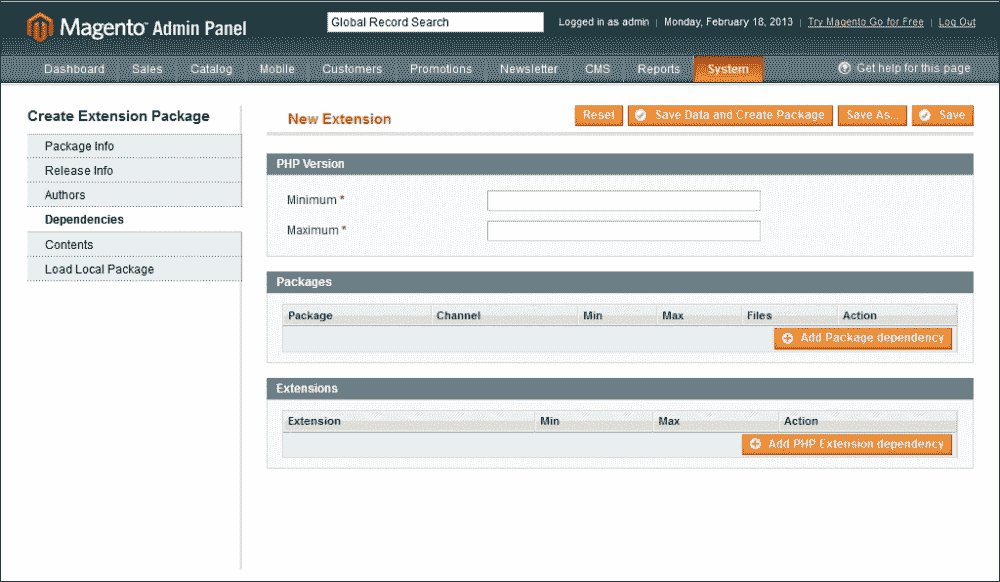 Magento™ Admin Panel
Global Record Search
Logged in as admin | Monday, February 18, 2013 | Try Magento Go for Free | Log Out
Dashboard Sales Catalog Mobile Customers Promotions Newsletter CMS Reports System Get help for this page
Create Extension Package
Package Info
Release Info
Authors
Dependencies
Contents
Load Local Package
New Extension
Reset Save Data and Create Package Save As... Save
PHP Version
Minimum *
Maximum *
Packages
Package Channel Min Max Files Action
Add Package dependency
Extensions
Extension Min Max Action
Add PHP Extension dependency